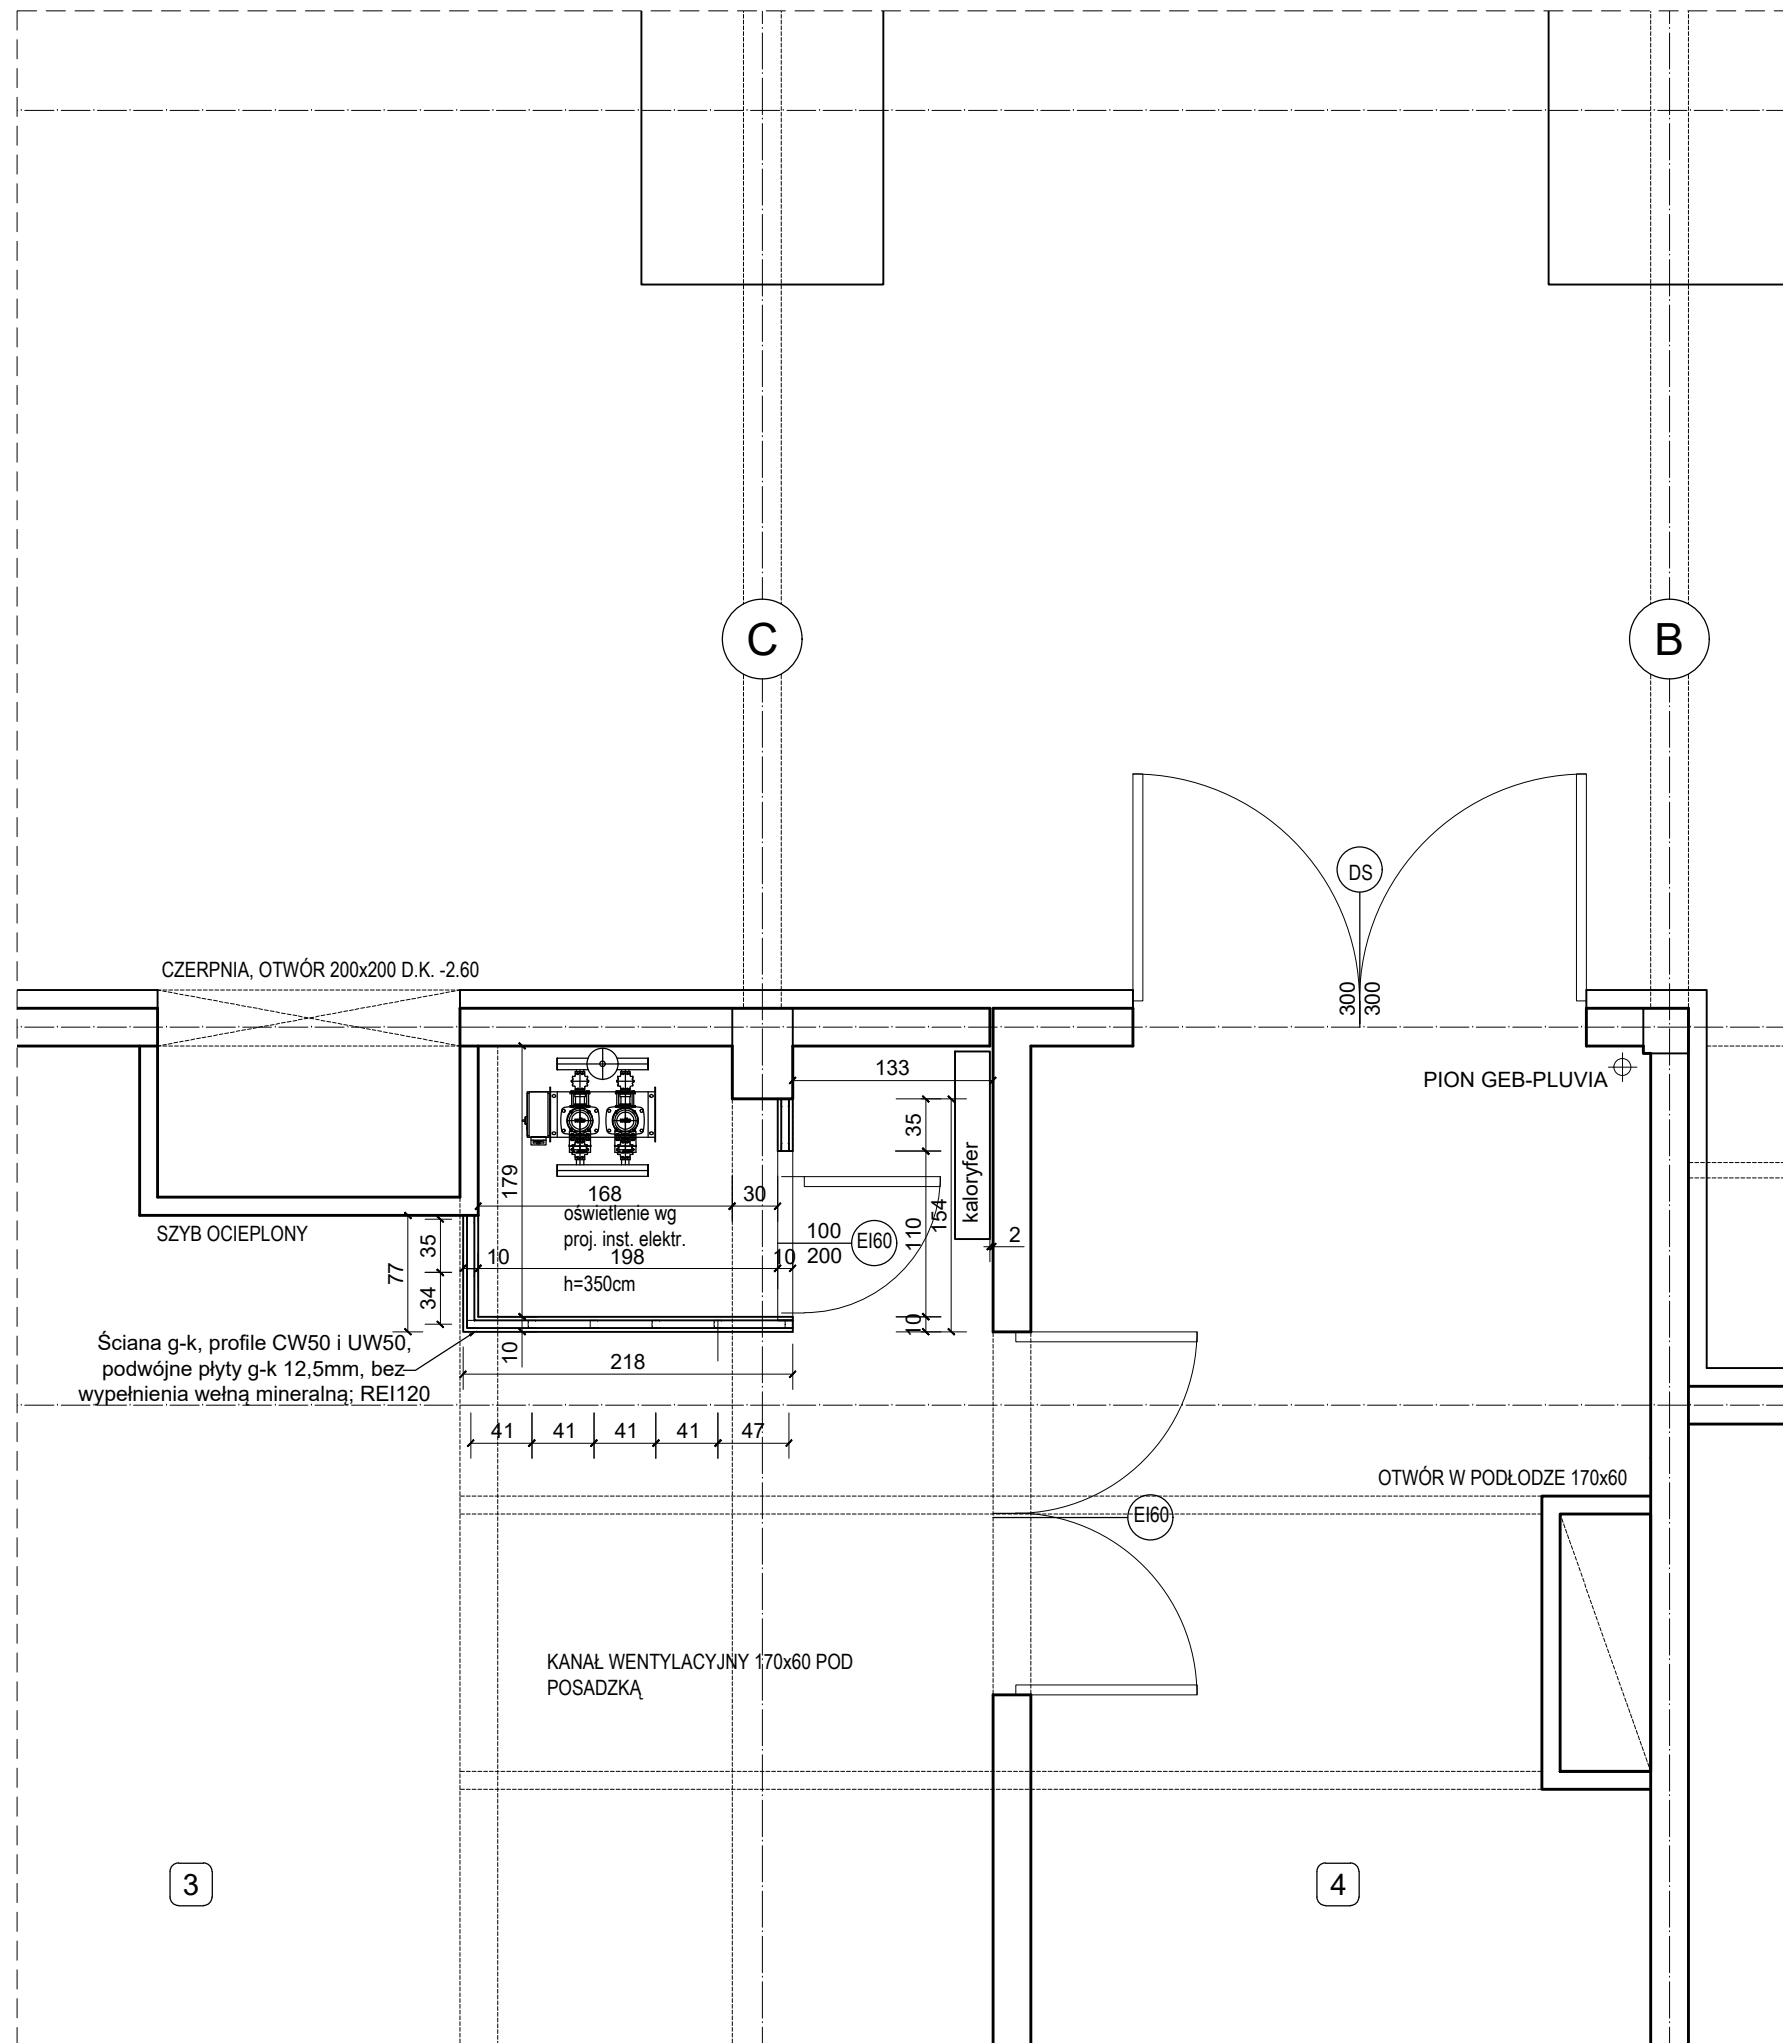 C
B
DS
300
300
CZERPNIA, OTWÓR 200x200 D.K. -2.60
PION GEB-PLUVIA
133
35
kaloryfer
179
168
30
154
110
oświetlenie wg
proj. inst. elektr.
100
200
EI60
2
SZYB OCIEPLONY
35
77
34
10
198
10
h=350cm
10
10
218
Ściana g-k, profile CW50 i UW50,
podwójne płyty g-k 12,5mm, bez
wypełnienia wełną mineralną; REI120
41
41
41
41
47
OTWÓR W PODŁODZE 170x60
EI60
KANAŁ WENTYLACYJNY 170x60 POD
POSADZKĄ
3
4